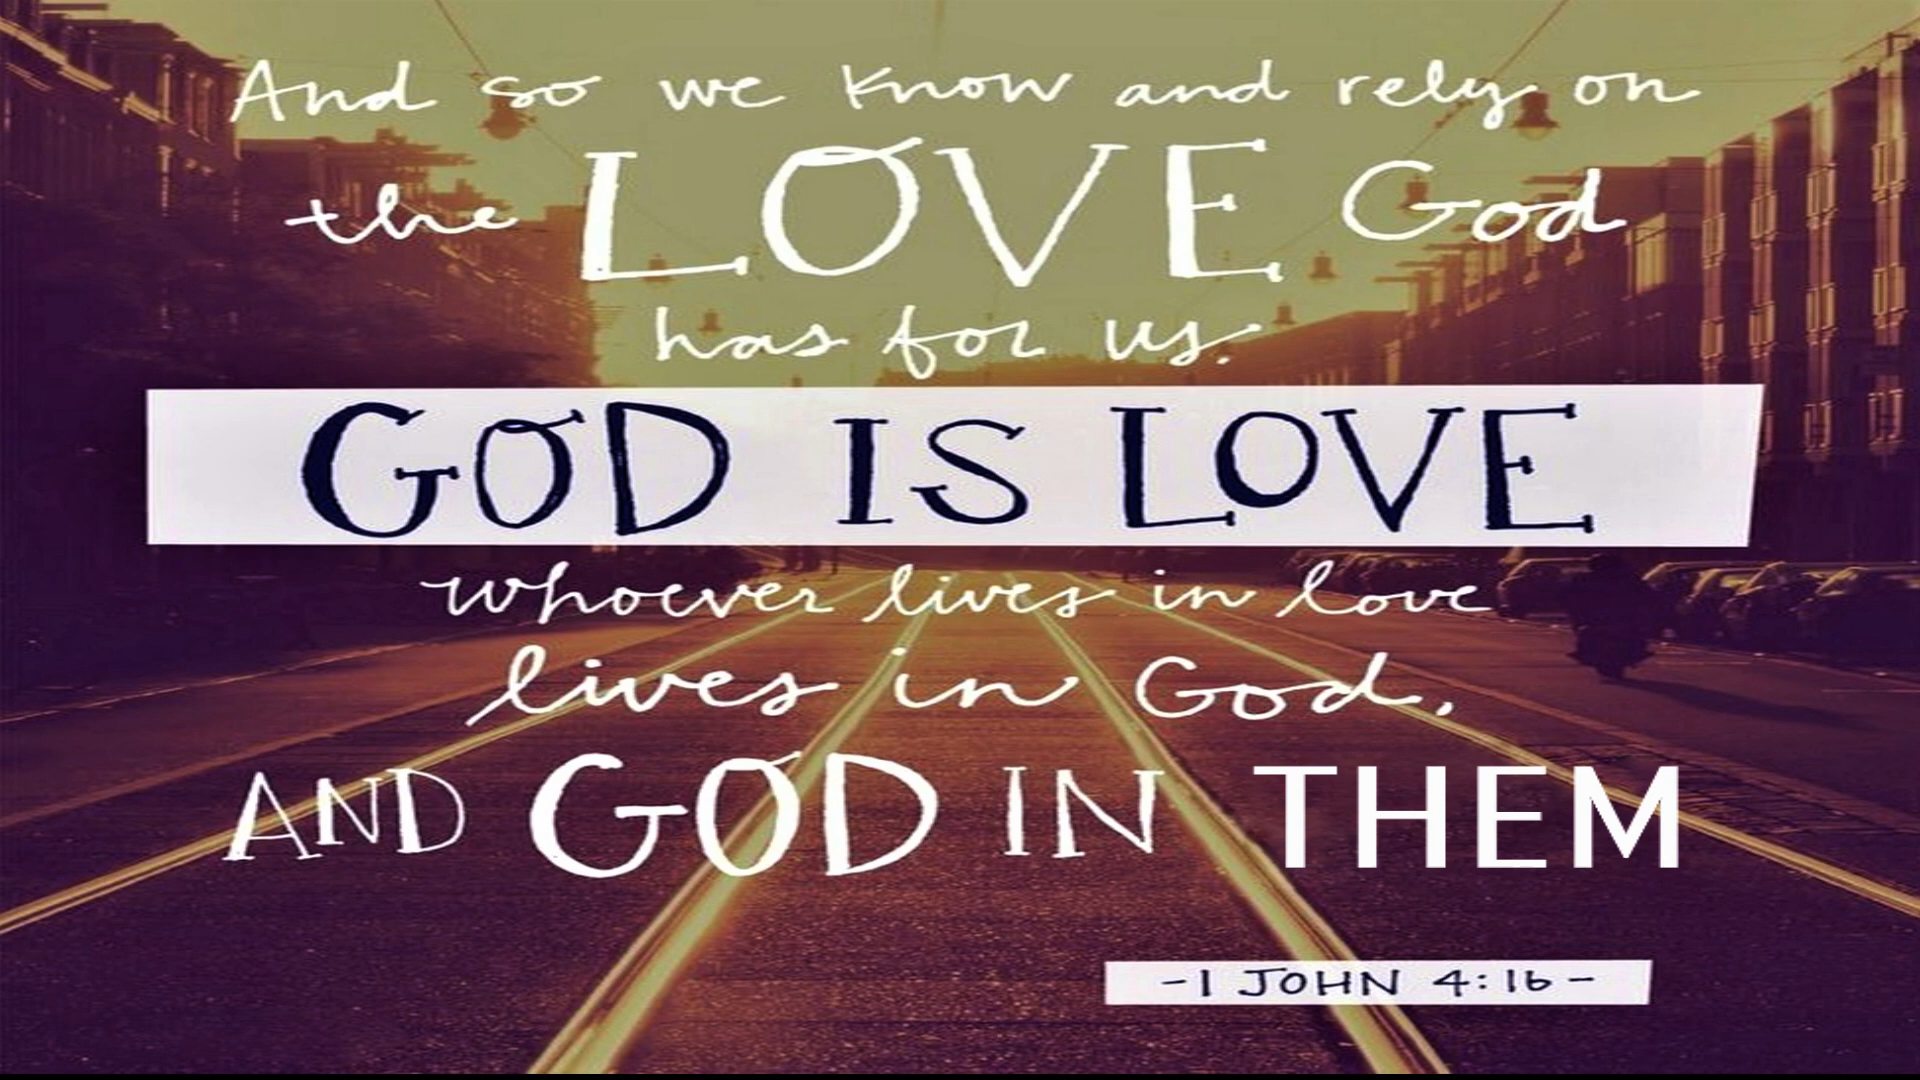 And so we know and rely on
the LOVE God
has for us.
GOD IS LOVE
Whoever lives in love
lives in God,
AND GOD IN THEM
-1 JOHN 4:16-